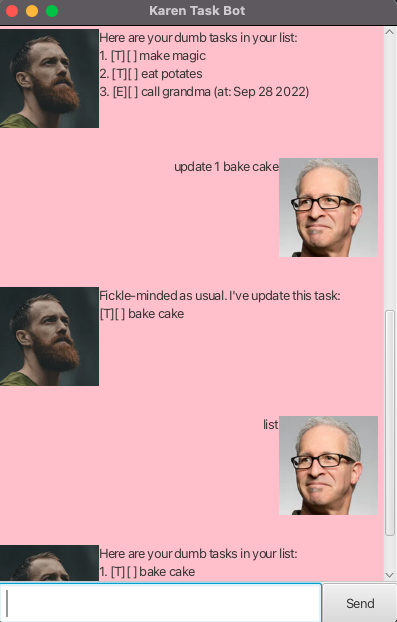 Karen Task Bot
Here are your dumb tasks in your list:
1. [T][ ] make magic
2. [T][ ] eat potates
3. [E][ ] call grandma (at: Sep 28 2022)
update 1 bake cake
Fickle-minded as usual. I've update this task:
[T][ ] bake cake
list
Here are your dumb tasks in your list:
1. [T][ ] bake cake
Send